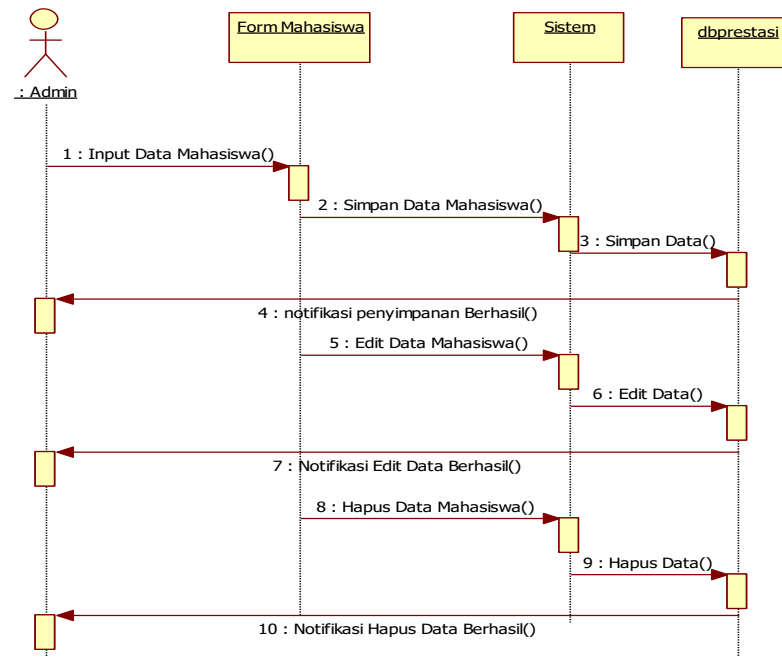 Form Mahasiswa
Sistem
dbprestasi
: Admin
1 : Input Data Mahasiswa()
2 : Simpan Data Mahasiswa()
3 : Simpan Data()
4 : notifikasi penyimpanan Berhasil()
5 : Edit Data Mahasiswa()
6 : Edit Data()
7 : Notifikasi Edit Data Berhasil()
8 : Hapus Data Mahasiswa()
9 : Hapus Data()
10 : Notifikasi Hapus Data Berhasil()